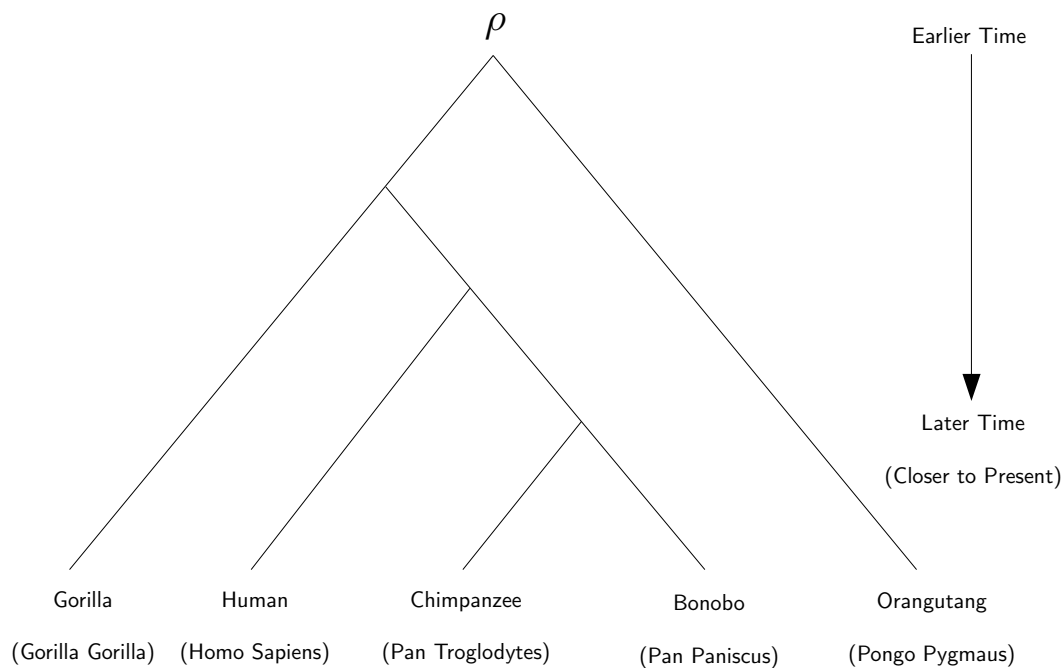 ρ
Earlier Time
Later Time
(Closer to Present)
Gorilla Human Chimpanzee Bonobo Orangutang
(Gorilla Gorilla) (Homo Sapiens) (Pan Troglodytes) (Pan Paniscus) (Pongo Pygmaus)